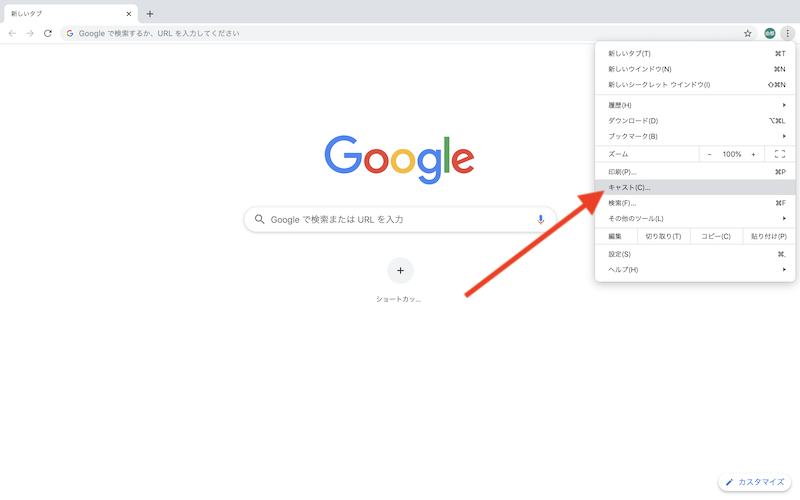 新しいタブ
Google で検索するか、URL を入力してください
新しいタブ(T) ⌘T
新しいウインドウ(N) ⌘N
新しいシークレット ウインドウ(I) ⇧⌘N
履歴(H)
ダウンロード(D) ⌥⌘L
ブックマーク(B)
ズーム − 100% +
印刷(P)... ⌘P
キャスト(C)...
検索(F)... ⌘F
その他のツール(L)
編集 切り取り(T) コピー(C) 貼り付け(P)
設定(S) ⌘,
ヘルプ(H)
Google
Google で検索または URL を入力
ショートカッ...
カスタマイズ